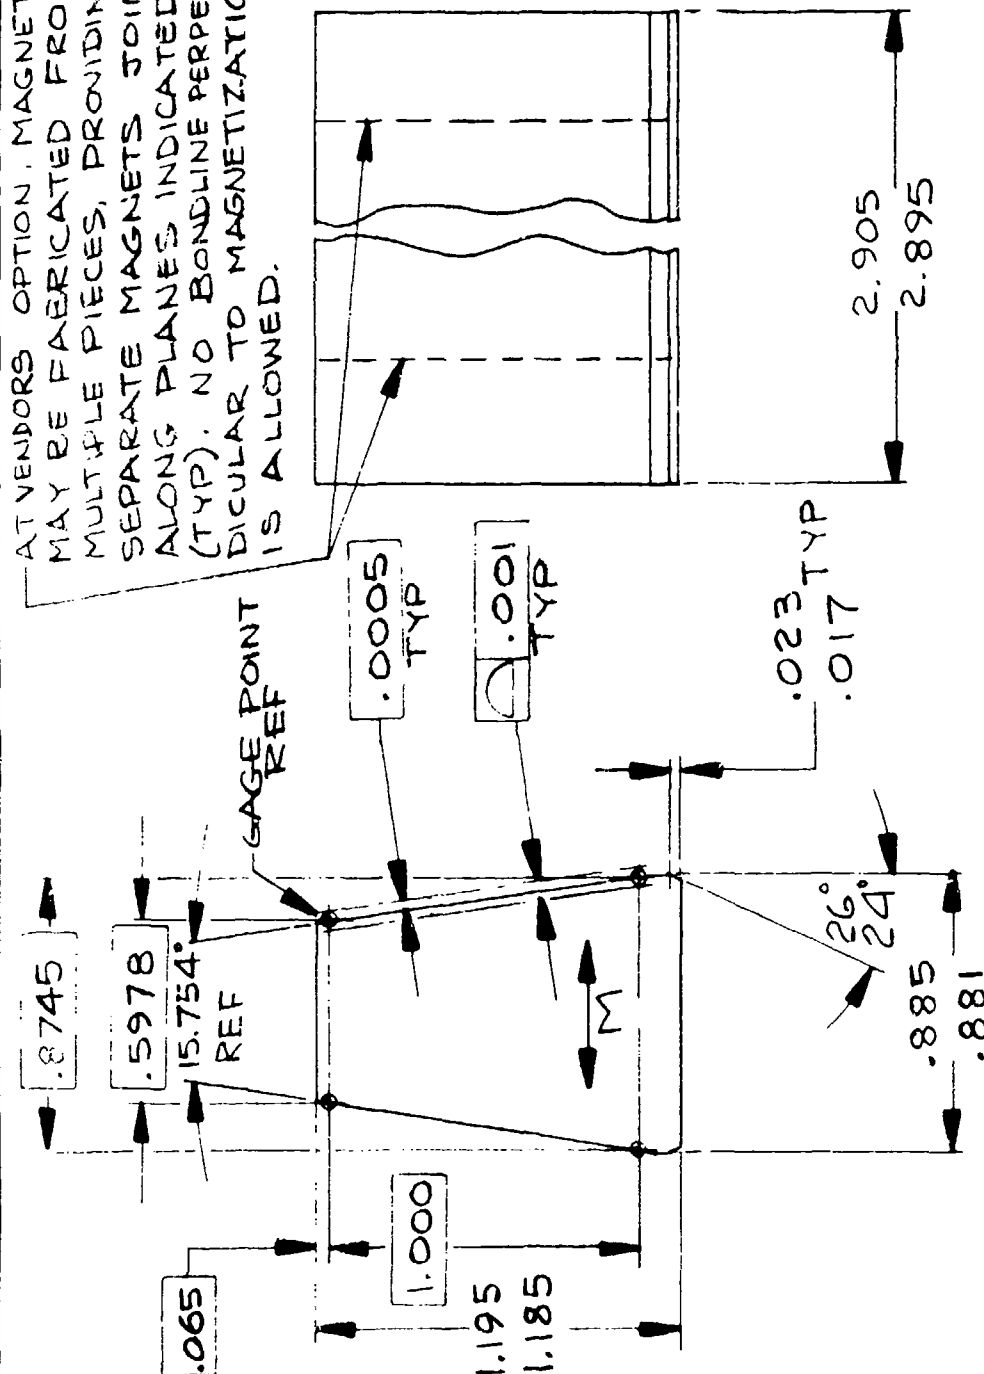 AT VENDORS OPTION, MAGNET
MAY BE FABRICATED FRO
MULTIPLE PIECES, PROVIDIN
SEPARATE MAGNETS JOIN
ALONG PLANES INDICATED
(TYP). NO BONDLINE PERPE
DICULAR TO MAGNETIZATIO
IS ALLOWED.
.8745
.5978
15.754°
REF
GAGE POINT
REF
.0005
TYP
.001
TYP
.065
1.000
1.195
1.185
M
.023 TYP
.017
26°
24°
.885
.881
2.905
2.895